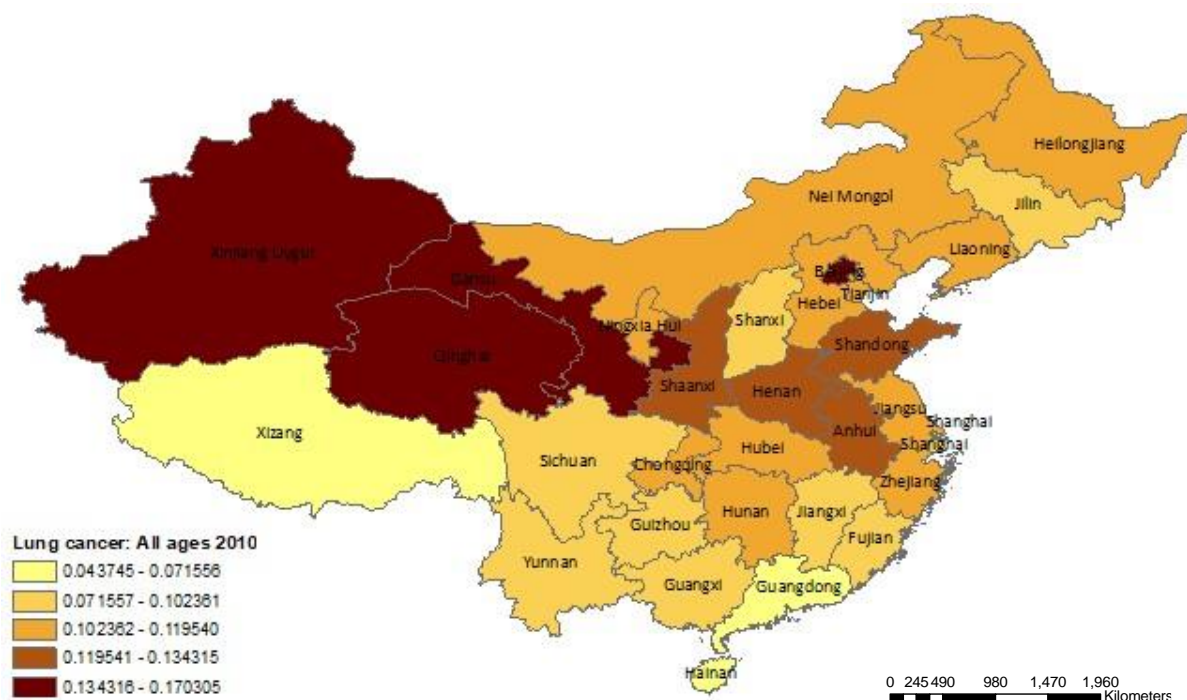 Heilongjiang
Nei Mongol
Jilin
Liaoning
Xinjiang Uygur
Gansu
Beijing
Tianjin
Hebei
Ningxia Hui
Shanxi
Shandong
Qinghai
Shaanxi
Henan
Jiangsu
Anhui
Shanghai
Shanghai
Xizang
Hubei
Sichuan
Chongqing
Zhejiang
Hunan
Jiangxi
Guizhou
Fujian
Yunnan
Guangxi
Guangdong
Hainan
Lung cancer: All ages 2010
0.043745 - 0.071556
0.071557 - 0.102361
0.102362 - 0.119540
0.119541 - 0.134315
0.134316 - 0.170305
0 245 490 980 1,470 1,960
Kilometers